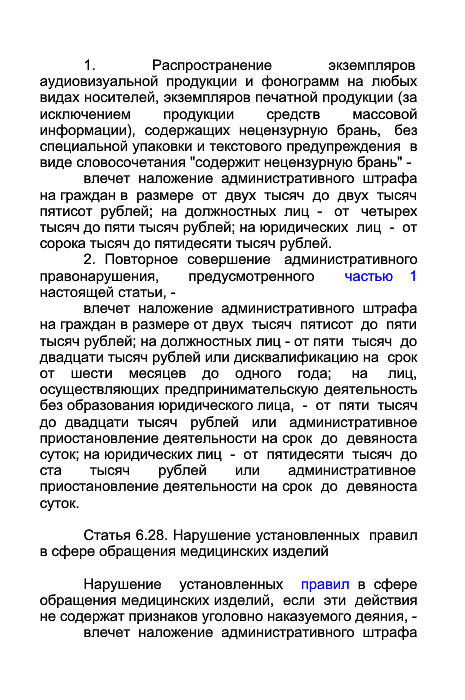 1. Распространение экземпляров
аудиовизуальной продукции и фонограмм на любых
видах носителей, экземпляров печатной продукции (за
исключением продукции средств массовой
информации), содержащих нецензурную брань, без
специальной упаковки и текстового предупреждения в
виде словосочетания "содержит нецензурную брань" -
влечет наложение административного штрафа
на граждан в размере от двух тысяч до двух тысяч
пятисот рублей; на должностных лиц - от четырех
тысяч до пяти тысяч рублей; на юридических лиц - от
сорока тысяч до пятидесяти тысяч рублей.
2. Повторное совершение административного
правонарушения, предусмотренного частью 1
настоящей статьи, -
влечет наложение административного штрафа
на граждан в размере от двух тысяч пятисот до пяти
тысяч рублей; на должностных лиц - от пяти тысяч до
двадцати тысяч рублей или дисквалификацию на срок
от шести месяцев до одного года; на лиц,
осуществляющих предпринимательскую деятельность
без образования юридического лица, - от пяти тысяч
до двадцати тысяч рублей или административное
приостановление деятельности на срок до девяноста
суток; на юридических лиц - от пятидесяти тысяч до
ста тысяч рублей или административное
приостановление деятельности на срок до девяноста
суток.
Статья 6.28. Нарушение установленных правил
в сфере обращения медицинских изделий
Нарушение установленных правил в сфере
обращения медицинских изделий, если эти действия
не содержат признаков уголовно наказуемого деяния, -
влечет наложение административного штрафа